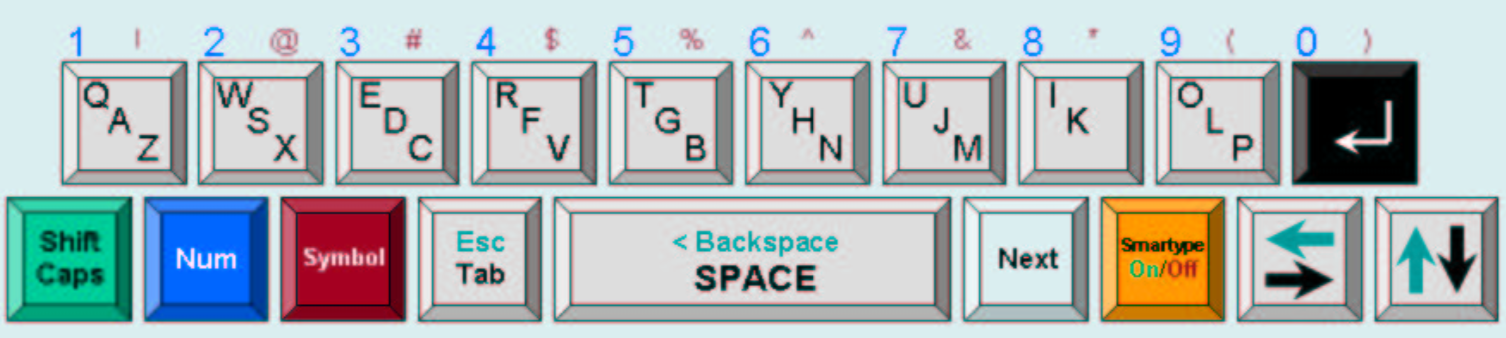 1 ! 2 @ 3 # 4 $ 5 % 6 ^ 7 & 8 * 9 ( 0 )
Q W E R T Y U I O
A S D F G H J K L
Z X C V B N M P
Shift Esc < Backspace Smartype
Caps Num Symbol Tab SPACE Next On/Off